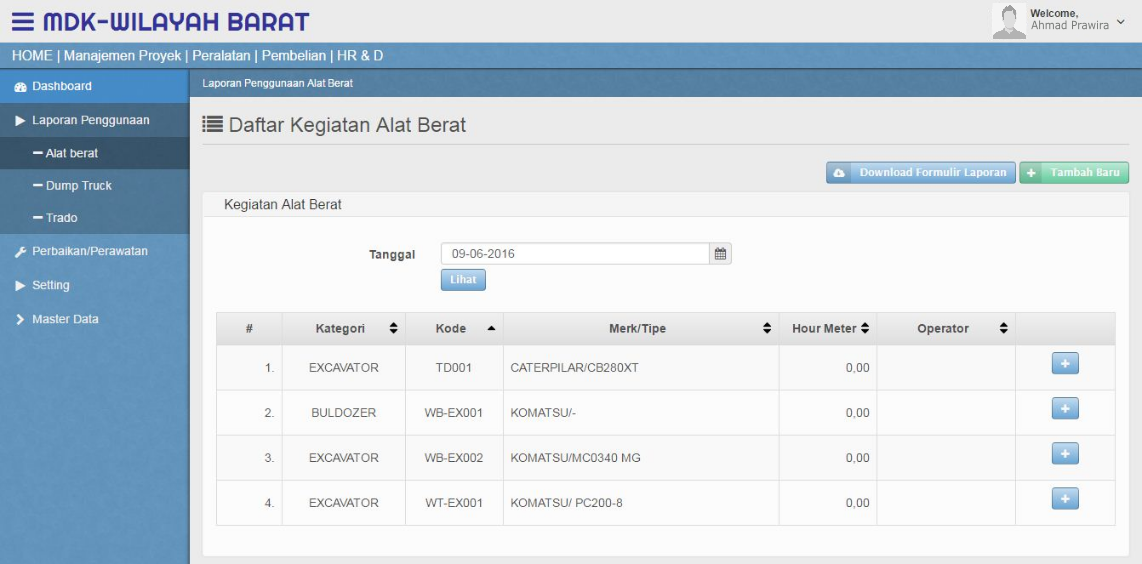 MDK-WILAYAH BARAT
Welcome,
Ahmad Prawira
HOME | Manajemen Proyek | Peralatan | Pembelian | HR & D
Dashboard
Laporan Penggunaan
Alat berat
Dump Truck
Trado
Perbaikan/Perawatan
Setting
Master Data
Laporan Penggunaan Alat Berat
Daftar Kegiatan Alat Berat
Download Formulir Laporan + Tambah Baru
Kegiatan Alat Berat
Tanggal 09-06-2016
Lihat
# Kategori Kode Merk/Tipe Hour Meter Operator
1. EXCAVATOR TD001 CATERPILAR/CB280XT 0,00 +
2. BULDOZER WB-EX001 KOMATSU/- 0,00 +
3. EXCAVATOR WB-EX002 KOMATSU/MC0340 MG 0,00 +
4. EXCAVATOR WT-EX001 KOMATSU/ PC200-8 0,00 +